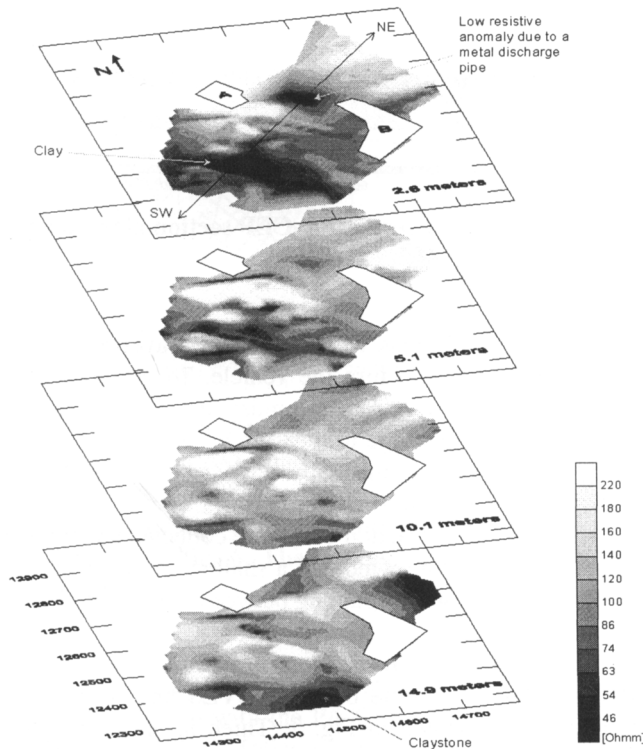 NE
Low resistive
anomaly due to a
metal discharge
pipe
N
A
B
Clay
SW
2.6 meters
5.1 meters
10.1 meters
14.9 meters
12900
12800
12700
12600
12500
12400
12300
14300
14400
14500
14600
14700
Claystone
220
180
160
140
120
100
86
74
63
54
46
[Ohmm]